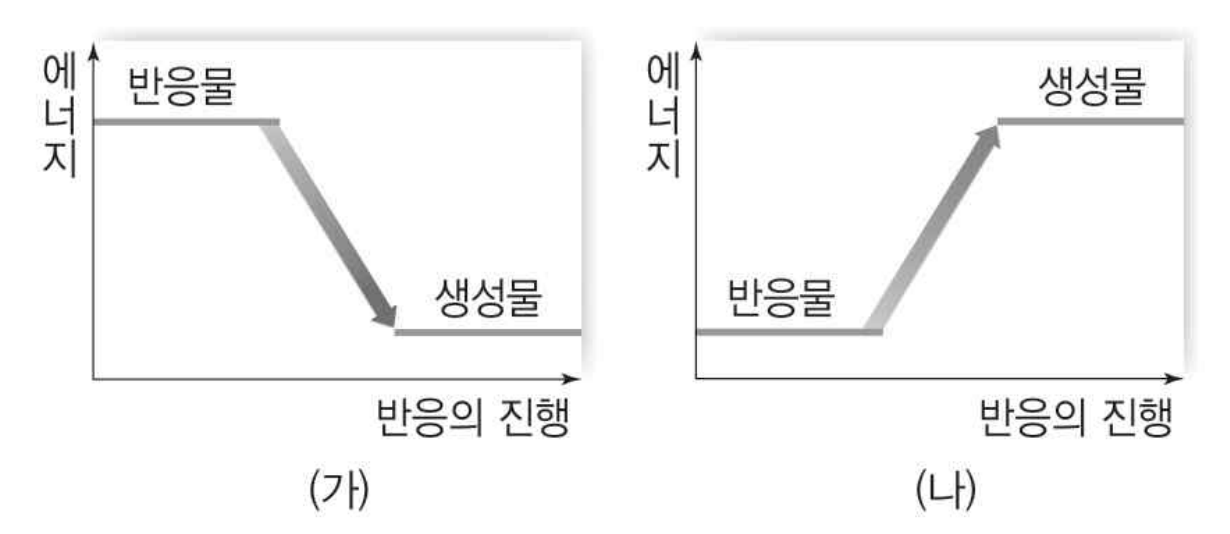 에너지
반응물
생성물
반응의 진행
(가)
에너지
생성물
반응물
반응의 진행
(나)